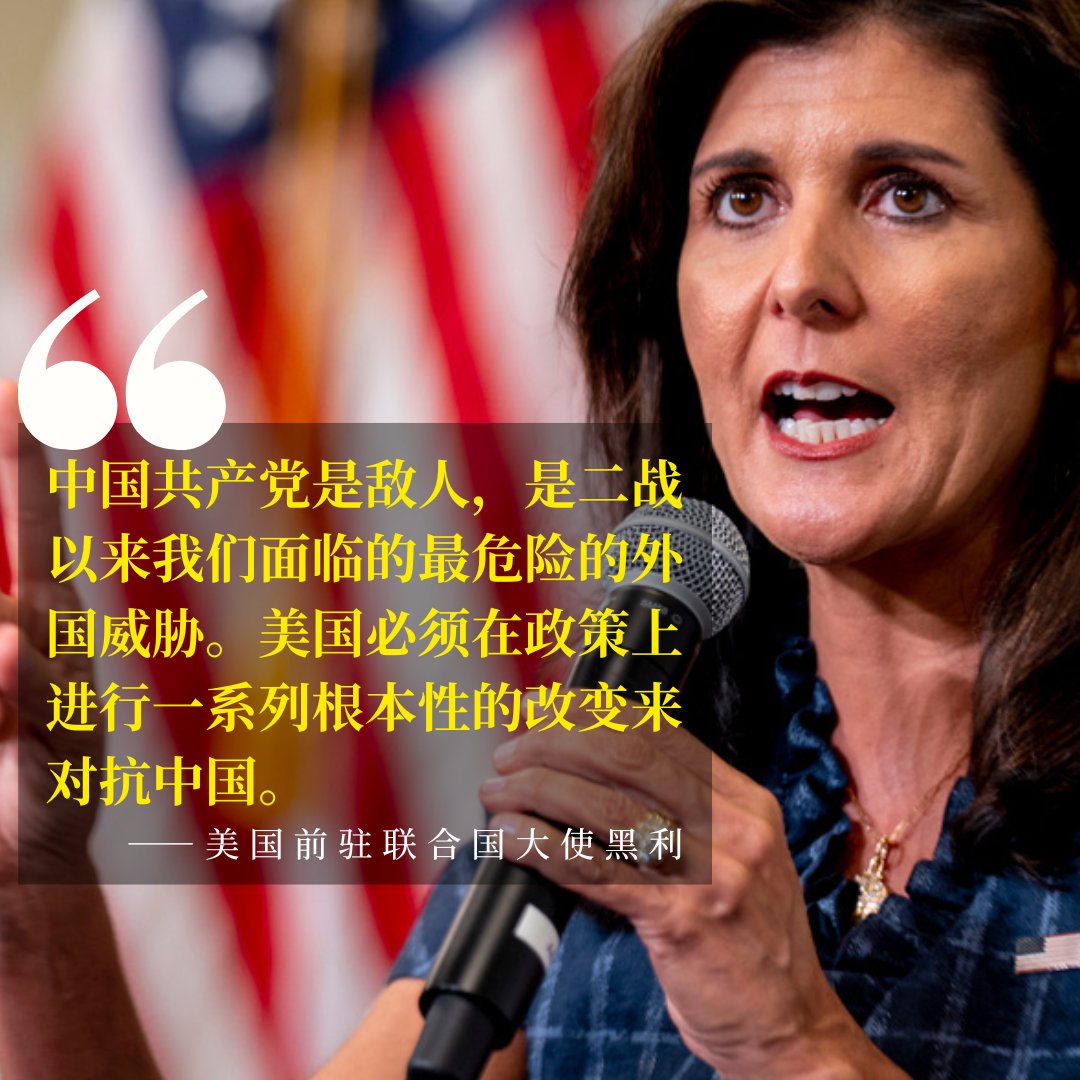 中国共产党是敌人，是二战
以来我们面临的最危险的外
国威胁。美国必须在政策上
进行一系列根本性的改变来
对抗中国。
—— 美国前驻联合国大使黑利